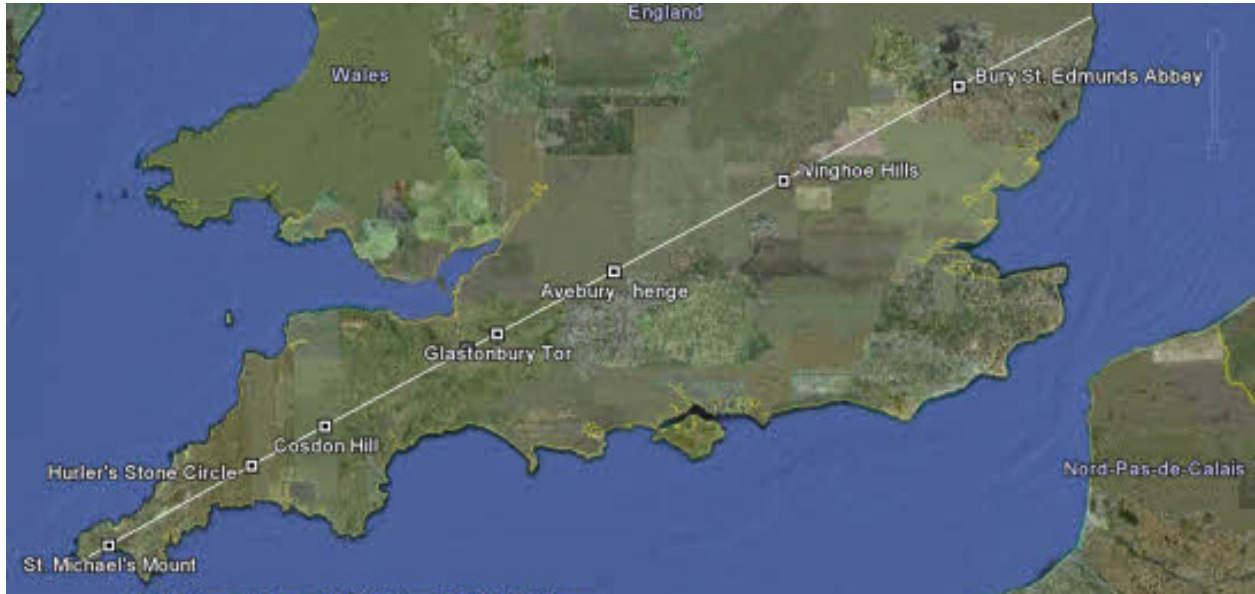 England
Wales
Bury St. Edmunds Abbey
Ivinghoe Hills
Avebury henge
Glastonbury Tor
Cosdon Hill
Hurler's Stone Circle
Nord-Pas-de-Calais
St. Michael's Mount